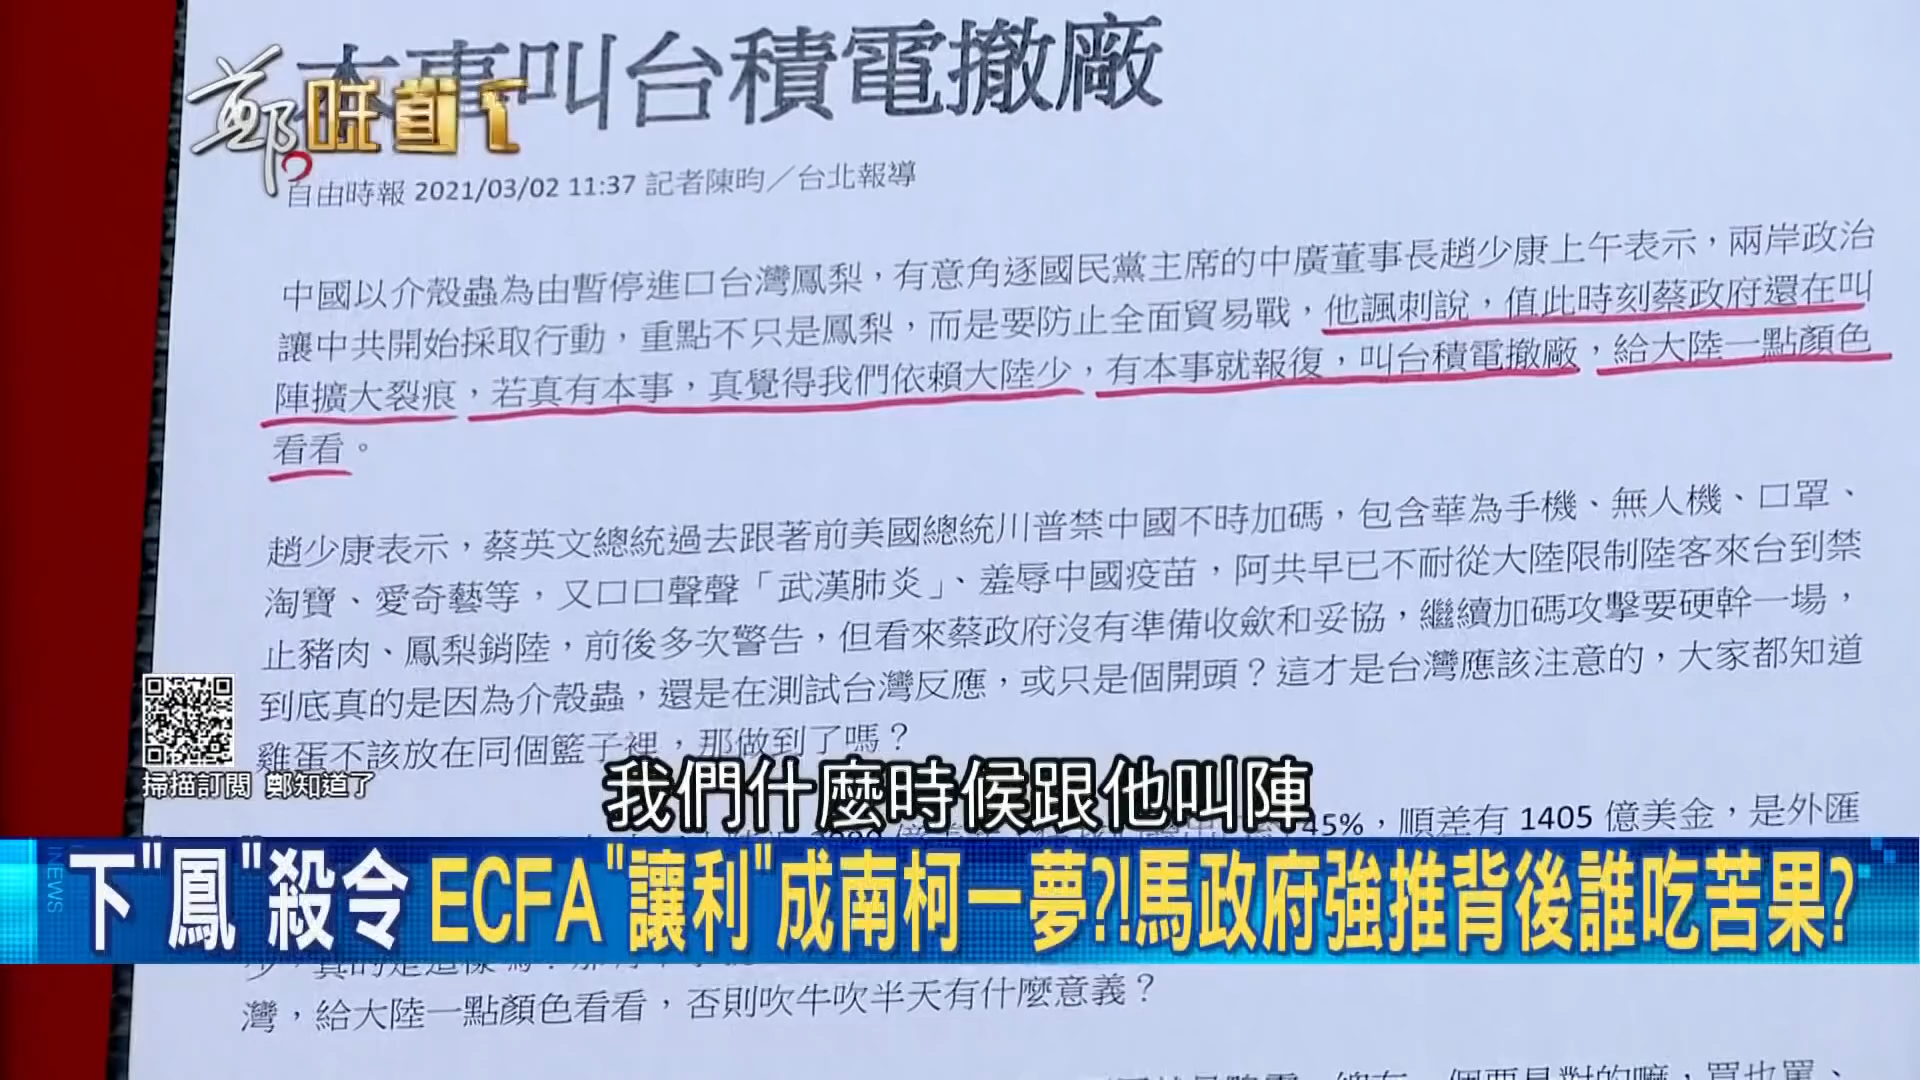 本事叫台積電撤廠
鄭
自由時報 2021/03/02 11:37 記者陳昀／台北報導
中國以介殼蟲為由暫停進口台灣鳳梨，有意角逐國民黨主席的中廣董事長趙少康上午表示，兩岸政治
讓中共開始採取行動，重點不只是鳳梨，而是要防止全面貿易戰，他諷刺說，值此時刻蔡政府還在叫
陣擴大裂痕，若真有本事，真覺得我們依賴大陸少，有本事就報復，叫台積電撤廠，給大陸一點顏色
看看。
趙少康表示，蔡英文總統過去跟著前美國總統川普禁中國不時加碼，包含華為手機、無人機、口罩、
淘寶、愛奇藝等，又口口聲聲「武漢肺炎」、羞辱中國疫苗，阿共早已不耐從大陸限制陸客來台到禁
止豬肉、鳳梨銷陸，前後多次警告，但看來蔡政府沒有準備收斂和妥協，繼續加碼攻擊要硬幹一場，
到底真的是因為介殼蟲，還是在測試台灣反應，或只是個開頭？這才是台灣應該注意的，大家都知道
雞蛋不該放在同個籃子裡，那做到了嗎？
掃描訂閱 鄭知道了
我們什麼時候跟他叫陣
45%，順差有 1405 億美金，是外匯
NEWS
下"鳳"殺令 ECFA"讓利"成南柯一夢?!馬政府強推背後誰吃苦果?
灣，給大陸一點顏色看看，否則吹牛吹半天有什麼意義？